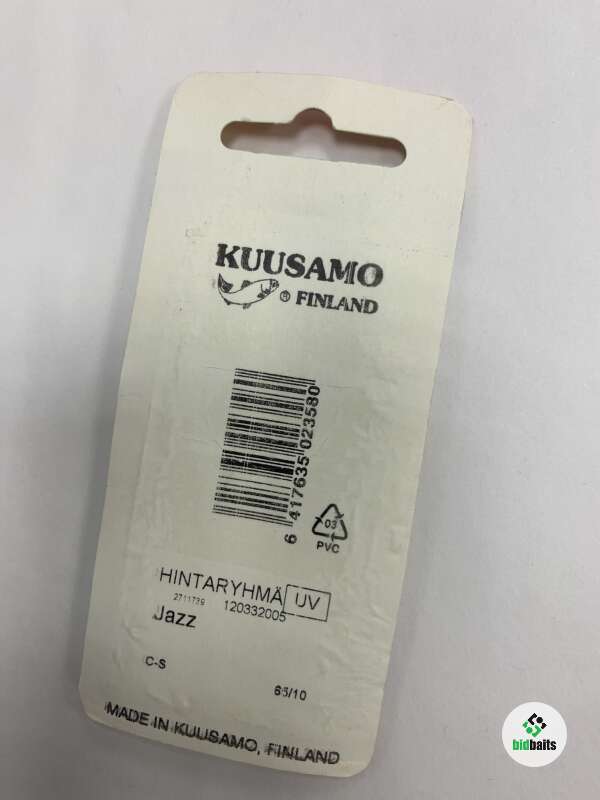 KUUSAMO
® FINLAND
6 417635 023580
03
PVC
HINTARYHMÄ UV
2711739 120332005
Jazz
C-S
65/10
MADE IN KUUSAMO, FINLAND
bidbaits